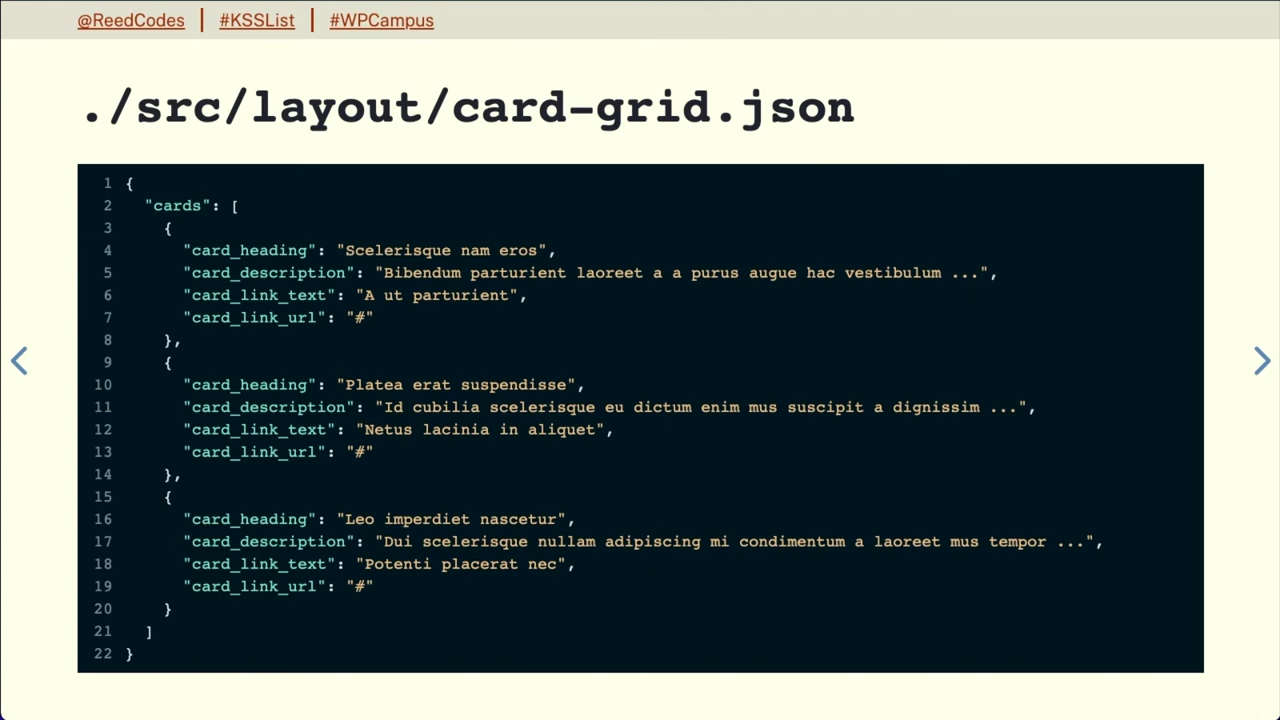 @ReedCodes | #KSSList | #WPCampus
./src/layout/card-grid.json
1 {
2   "cards": [
3     {
4       "card_heading": "Scelerisque nam eros",
5       "card_description": "Bibendum parturient laoreet a a purus augue hac vestibulum ...",
6       "card_link_text": "A ut parturient",
7       "card_link_url": "#"
8     },
9     {
10       "card_heading": "Platea erat suspendisse",
11       "card_description": "Id cubilia scelerisque eu dictum enim mus suscipit a dignissim ...",
12       "card_link_text": "Netus lacinia in aliquet",
13       "card_link_url": "#"
14     },
15     {
16       "card_heading": "Leo imperdiet nascetur",
17       "card_description": "Dui scelerisque nullam adipiscing mi condimentum a laoreet mus tempor ...",
18       "card_link_text": "Potenti placerat nec",
19       "card_link_url": "#"
20     }
21   ]
22 }